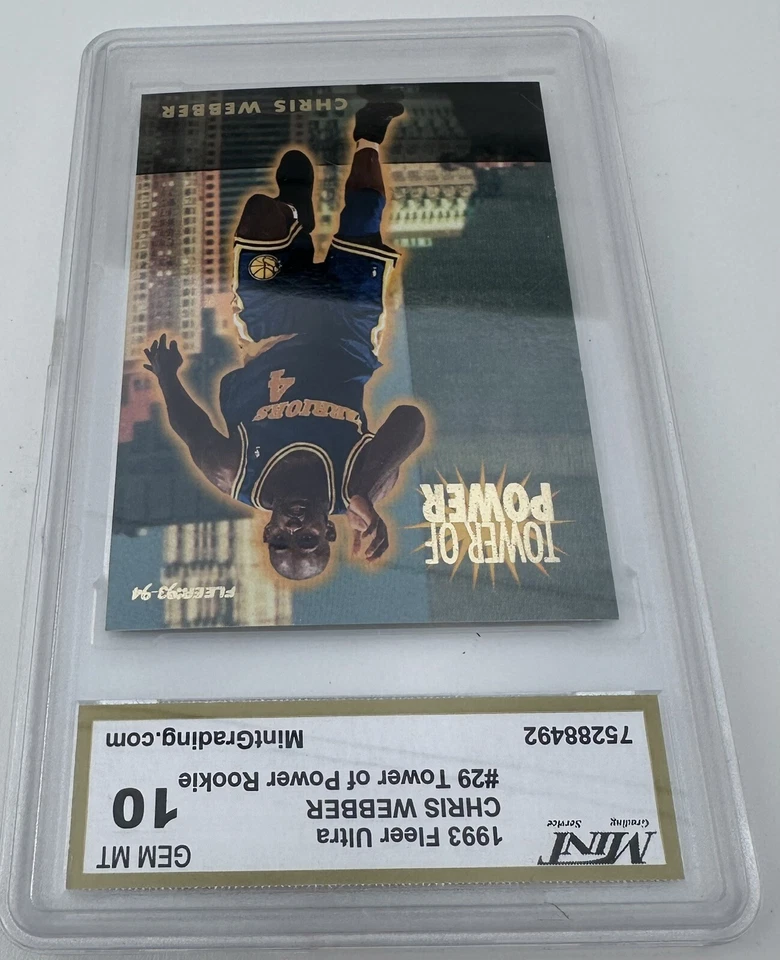 MINT
Grading Service
1993 Fleer Ultra
CHRIS WEBBER
#29 Tower of Power Rookie
GEM MT
10
75288492
MintGrading.com
FLEER '93-94
TOWER OF
POWER
WARRIORS
4
CHRIS WEBBER